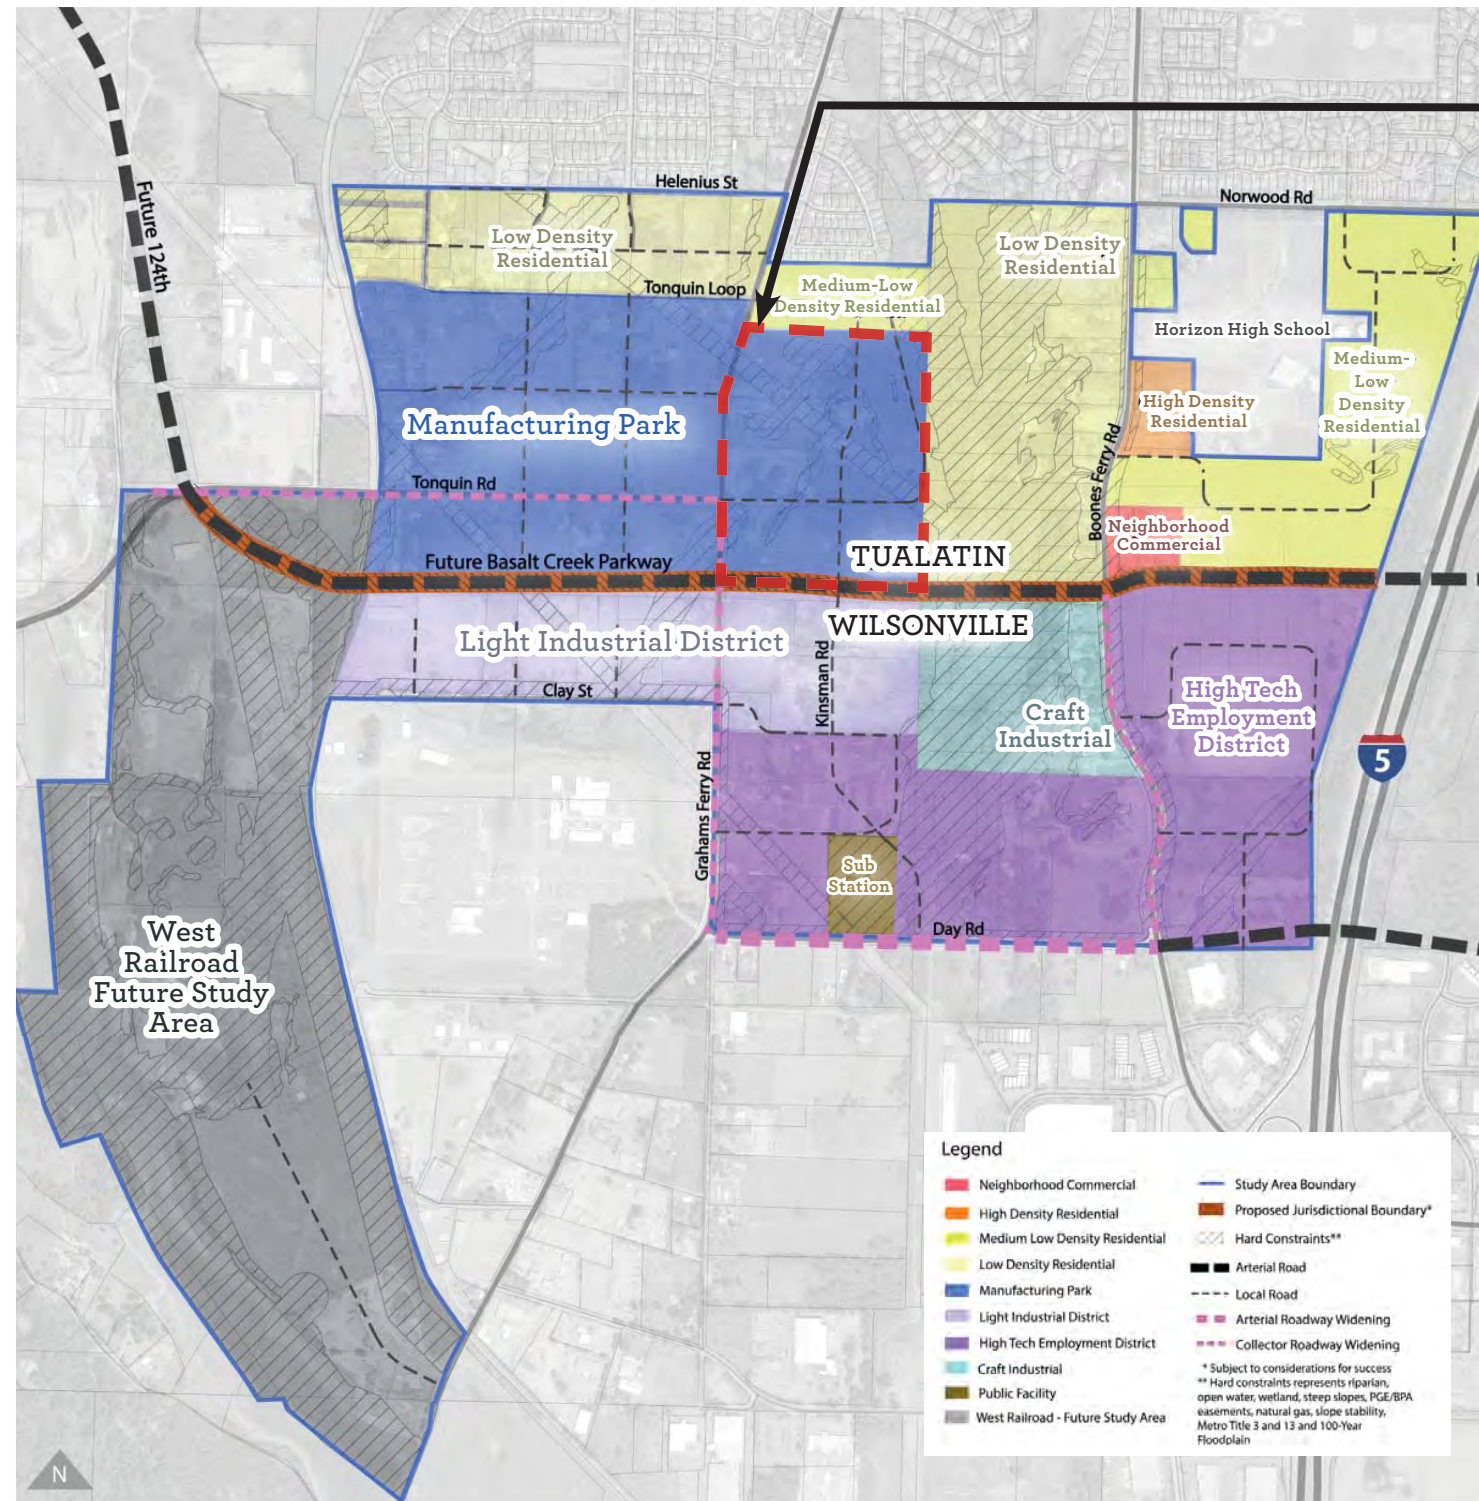 Helenius St
Norwood Rd
Future 124th
Low Density
Residential
Low Density
Residential
Tonquin Loop
Medium-Low
Density Residential
Horizon High School
Medium-
Low
Density
Residential
High Density
Residential
Manufacturing Park
Boones Ferry Rd
Tonquin Rd
Neighborhood
Commercial
Future Basalt Creek Parkway
TUALATIN
WILSONVILLE
Light Industrial District
Kinsman Rd
Clay St
Craft
Industrial
High Tech
Employment
District
5
Grahams Ferry Rd
Sub
Station
Day Rd
West
Railroad
Future Study
Area
N
Legend
Neighborhood Commercial
High Density Residential
Medium Low Density Residential
Low Density Residential
Manufacturing Park
Light Industrial District
High Tech Employment District
Craft Industrial
Public Facility
West Railroad - Future Study Area
Study Area Boundary
Proposed Jurisdictional Boundary*
Hard Constraints**
Arterial Road
Local Road
Arterial Roadway Widening
Collector Roadway Widening
* Subject to considerations for success
** Hard constraints represents riparian,
open water, wetland, steep slopes, PGE/BPA
easements, natural gas, slope stability,
Metro Title 3 and 13 and 100-Year
Floodplain